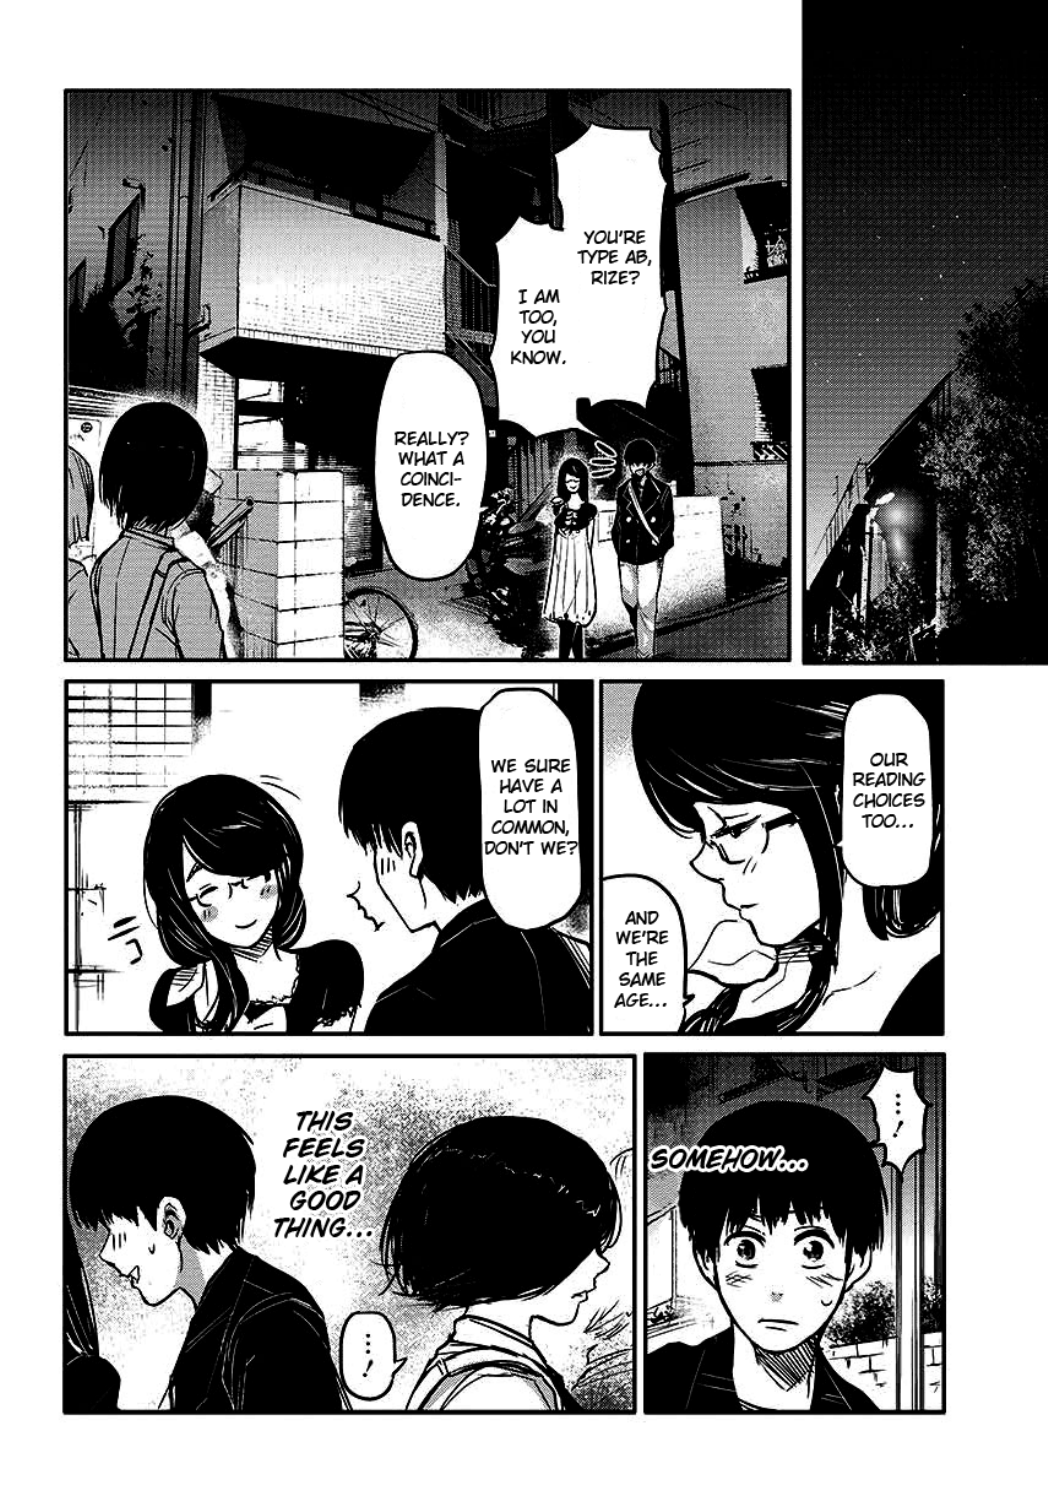 YOU'RE
TYPE AB,
RIZE?
I AM
TOO,
YOU
KNOW.
REALLY?
WHAT A
COINCI-
DENCE.
OUR
READING
CHOICES
TOO...
AND
WE'RE
THE
SAME
AGE...
WE SURE
HAVE A
LOT IN
COMMON,
DON'T WE?
...!
SOMEHOW...
THIS
FEELS
LIKE A
GOOD
THING...
...!